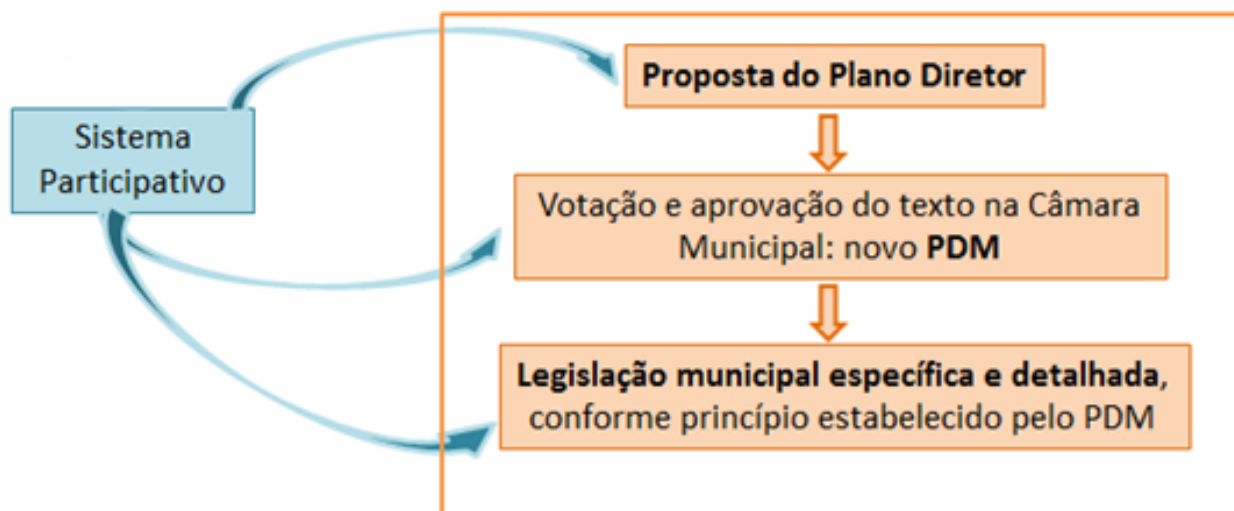 Sistema
Participativo
Proposta do Plano Diretor
Votação e aprovação do texto na Câmara
Municipal: novo PDM
Legislação municipal específica e detalhada,
conforme princípio estabelecido pelo PDM